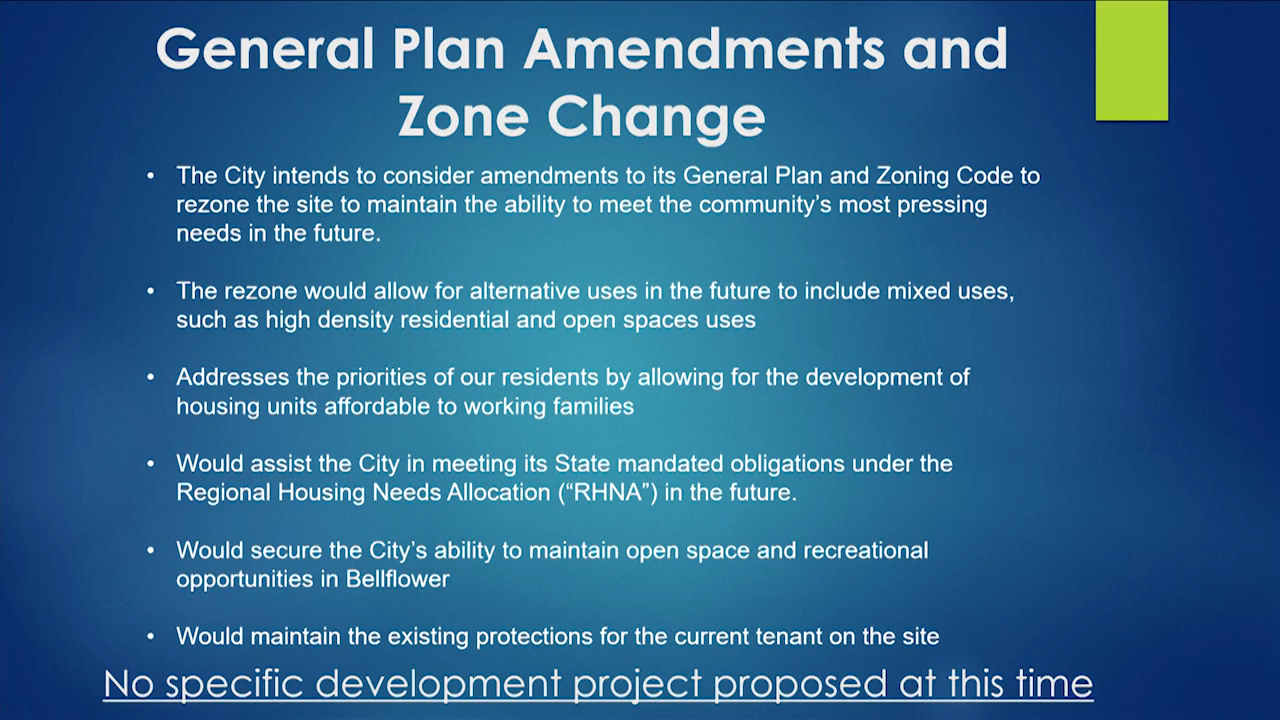 General Plan Amendments and
Zone Change
• The City intends to consider amendments to its General Plan and Zoning Code to
rezone the site to maintain the ability to meet the community’s most pressing
needs in the future.
• The rezone would allow for alternative uses in the future to include mixed uses,
such as high density residential and open spaces uses
• Addresses the priorities of our residents by allowing for the development of
housing units affordable to working families
• Would assist the City in meeting its State mandated obligations under the
Regional Housing Needs Allocation (“RHNA”) in the future.
• Would secure the City’s ability to maintain open space and recreational
opportunities in Bellflower
• Would maintain the existing protections for the current tenant on the site
No specific development project proposed at this time